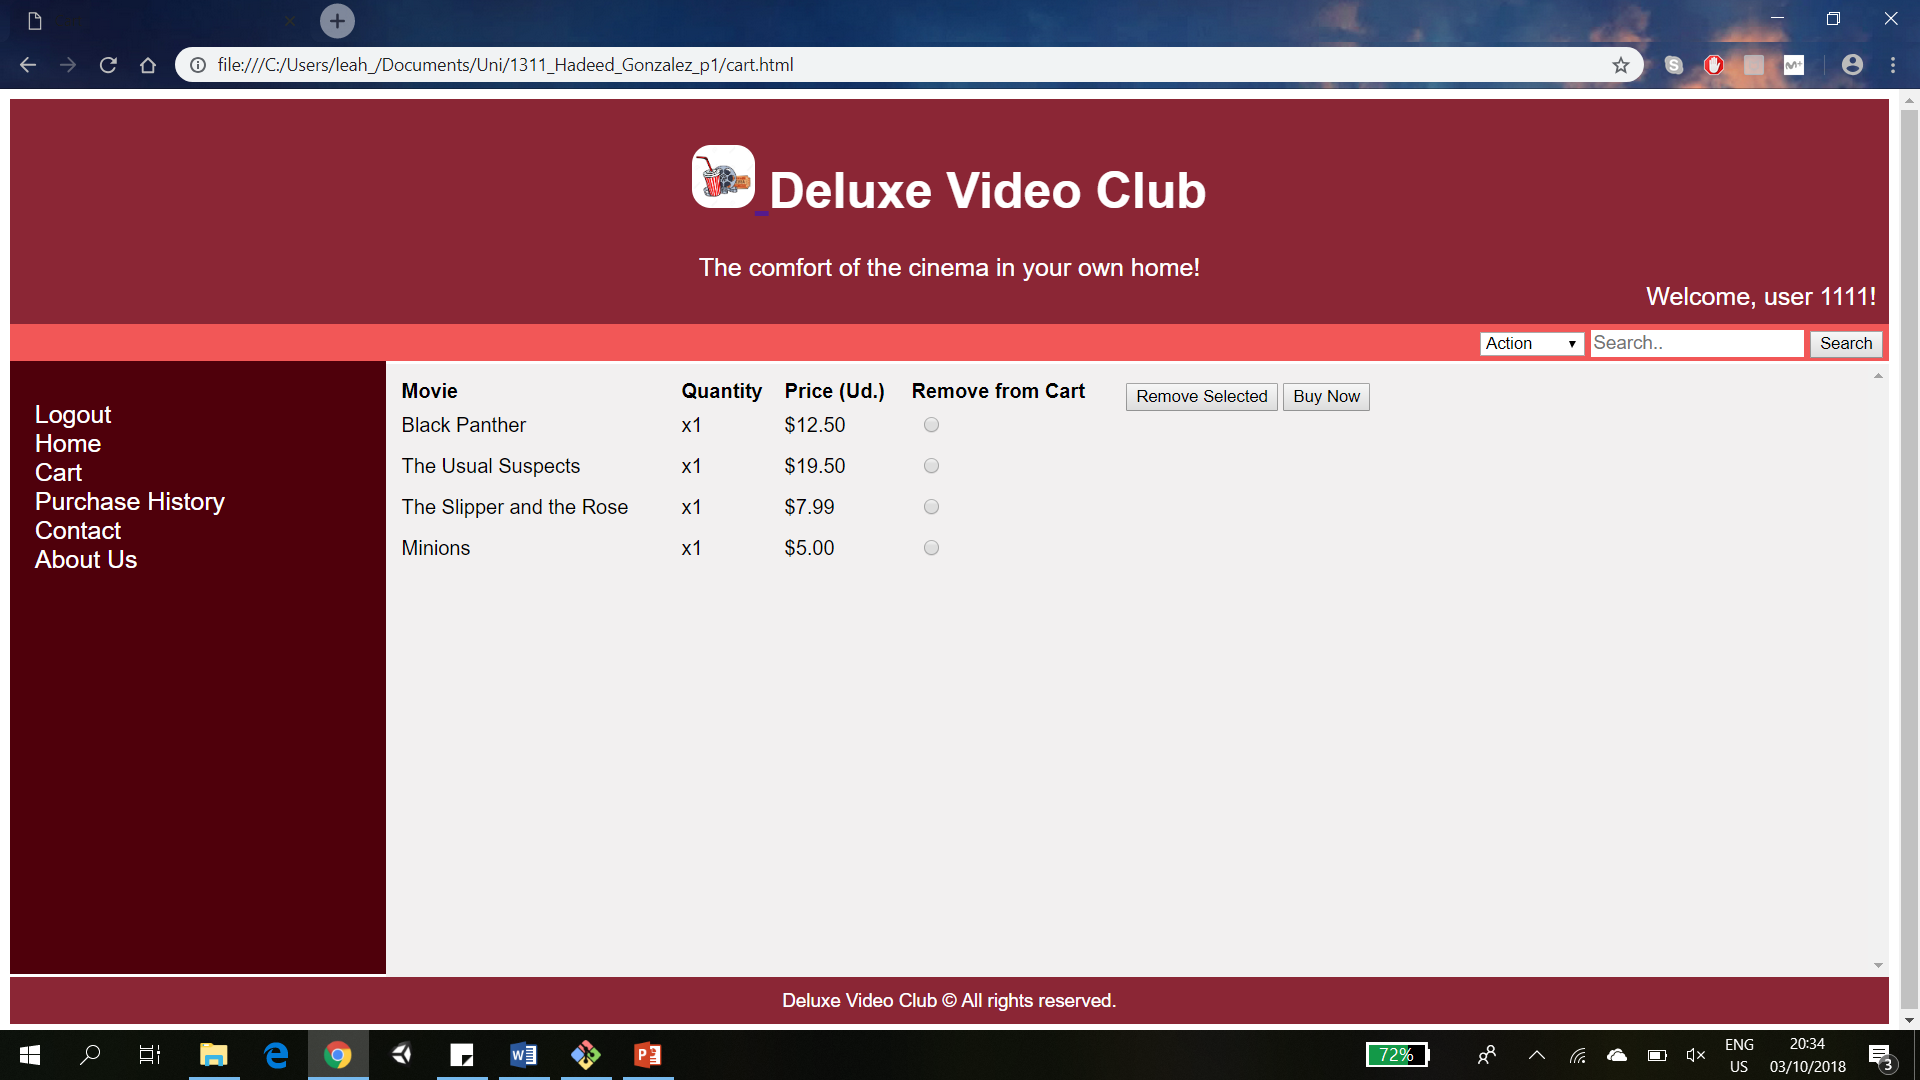 file:///C:/Users/leah_/Documents/Uni/1311_Hadeed_Gonzalez_p1/cart.html
Deluxe Video Club
The comfort of the cinema in your own home!
Welcome, user 1111!
Action Search.. Search
Logout
Home
Cart
Purchase History
Contact
About Us
Movie Quantity Price (Ud.) Remove from Cart Remove Selected Buy Now
Black Panther x1 $12.50
The Usual Suspects x1 $19.50
The Slipper and the Rose x1 $7.99
Minions x1 $5.00
Deluxe Video Club © All rights reserved.
72%
ENG
US
20:34
03/10/2018
3